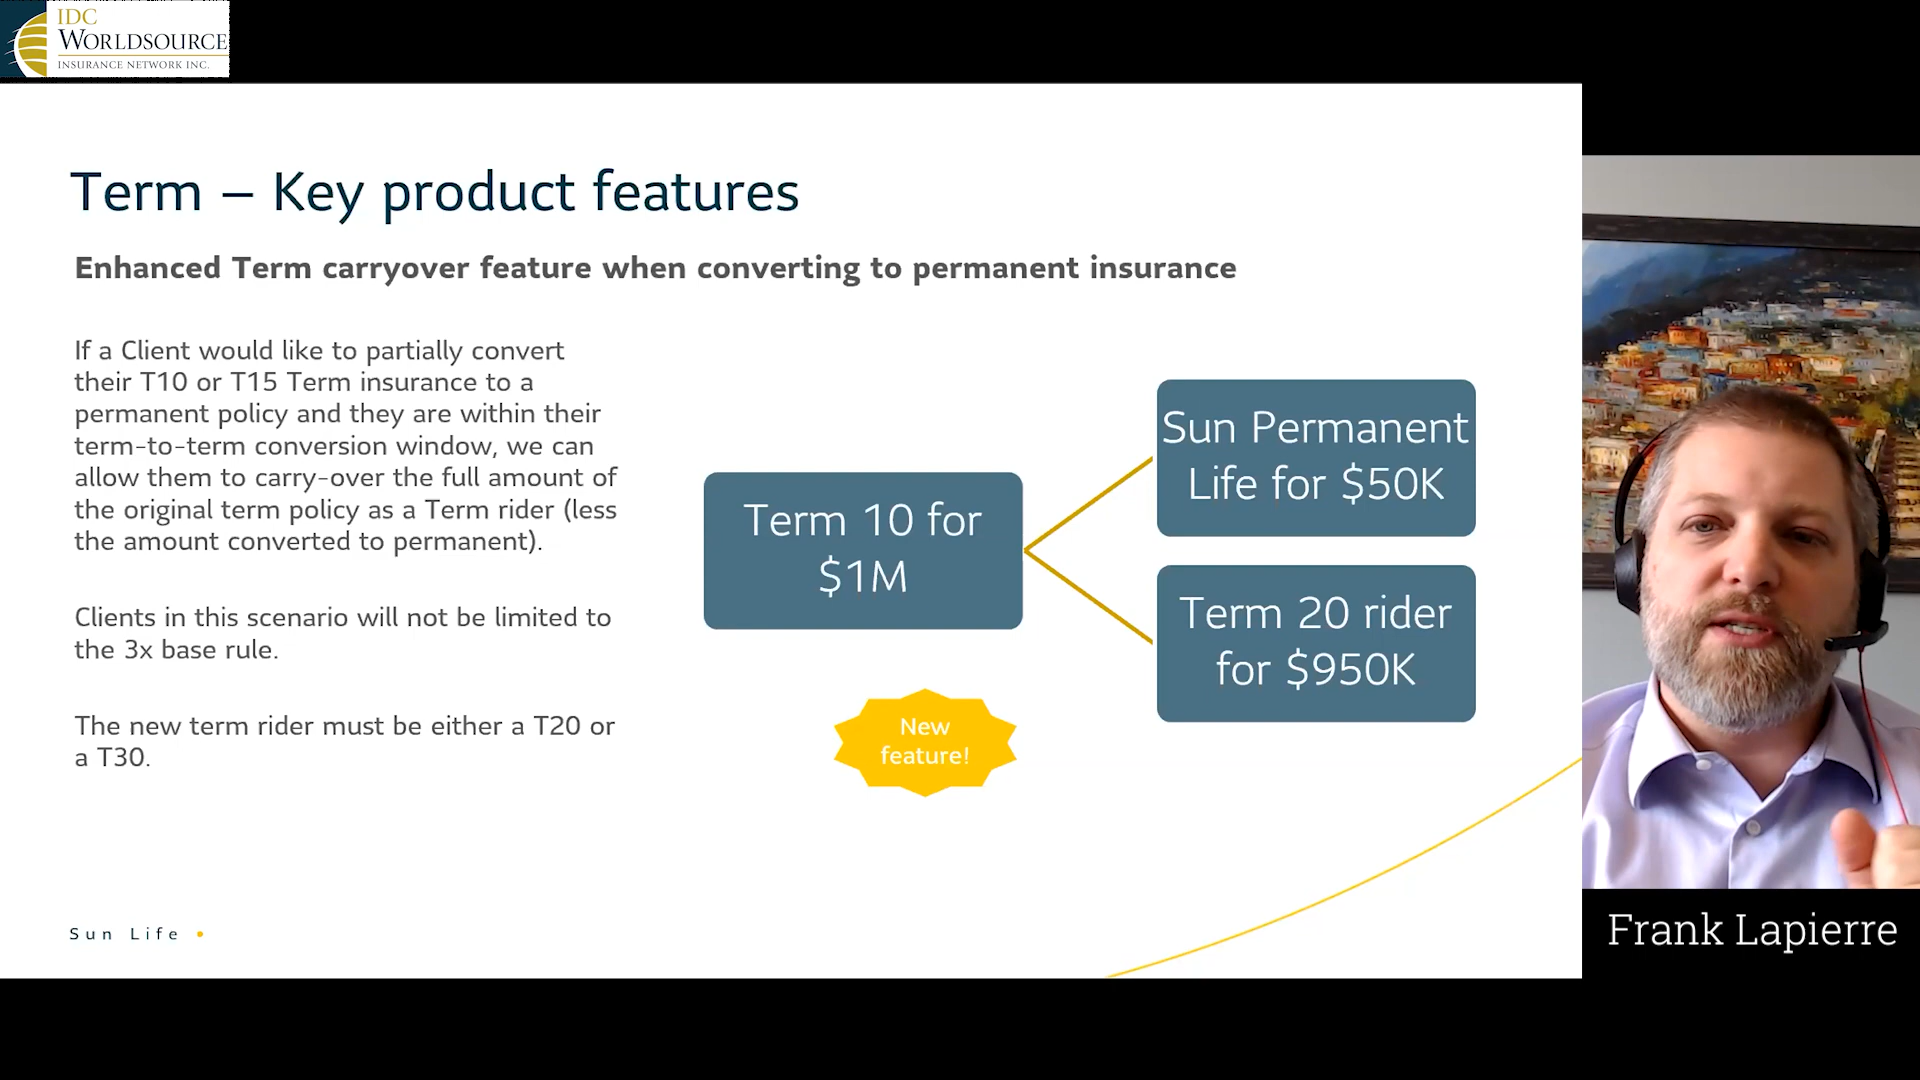 IDC
WORLDSOURCE
INSURANCE NETWORK INC.
Term – Key product features
Enhanced Term carryover feature when converting to permanent insurance
If a Client would like to partially convert
their T10 or T15 Term insurance to a
permanent policy and they are within their
term-to-term conversion window, we can
allow them to carry-over the full amount of
the original term policy as a Term rider (less
the amount converted to permanent).
Clients in this scenario will not be limited to
the 3x base rule.
The new term rider must be either a T20 or
a T30.
Term 10 for
$1M
Sun Permanent
Life for $50K
Term 20 rider
for $950K
New
feature!
Sun Life
Frank Lapierre